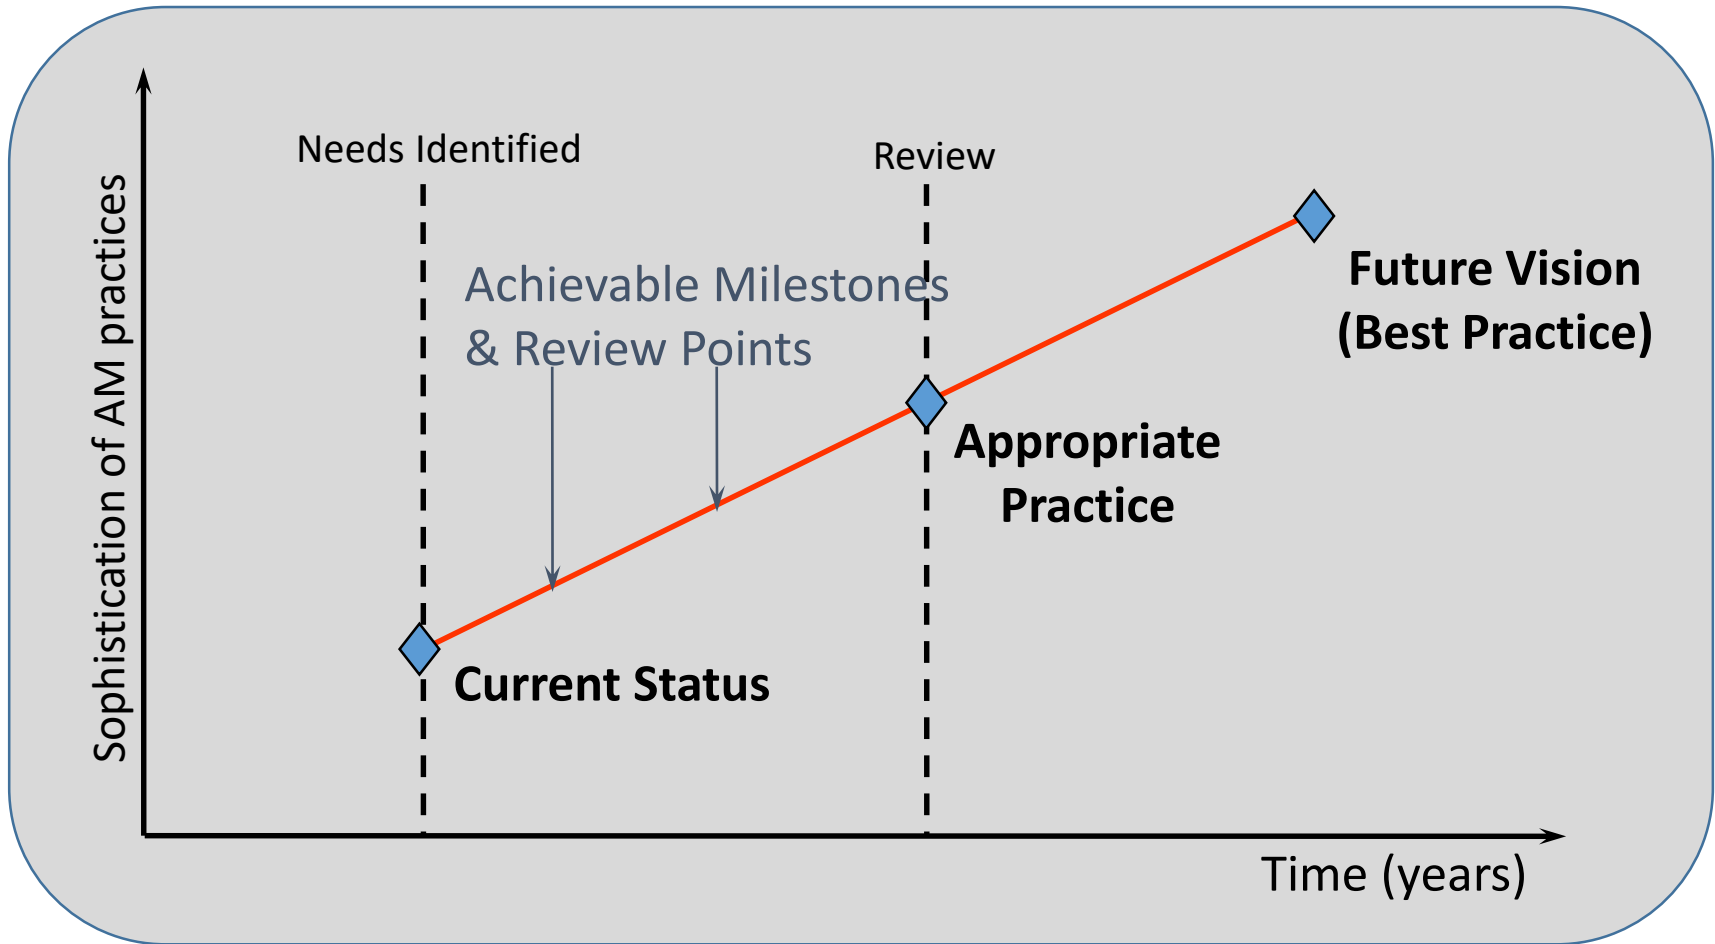 Needs Identified
Review
Sophistication of AM practices
Achievable Milestones
& Review Points
Future Vision
(Best Practice)
Appropriate
Practice
Current Status
Time (years)